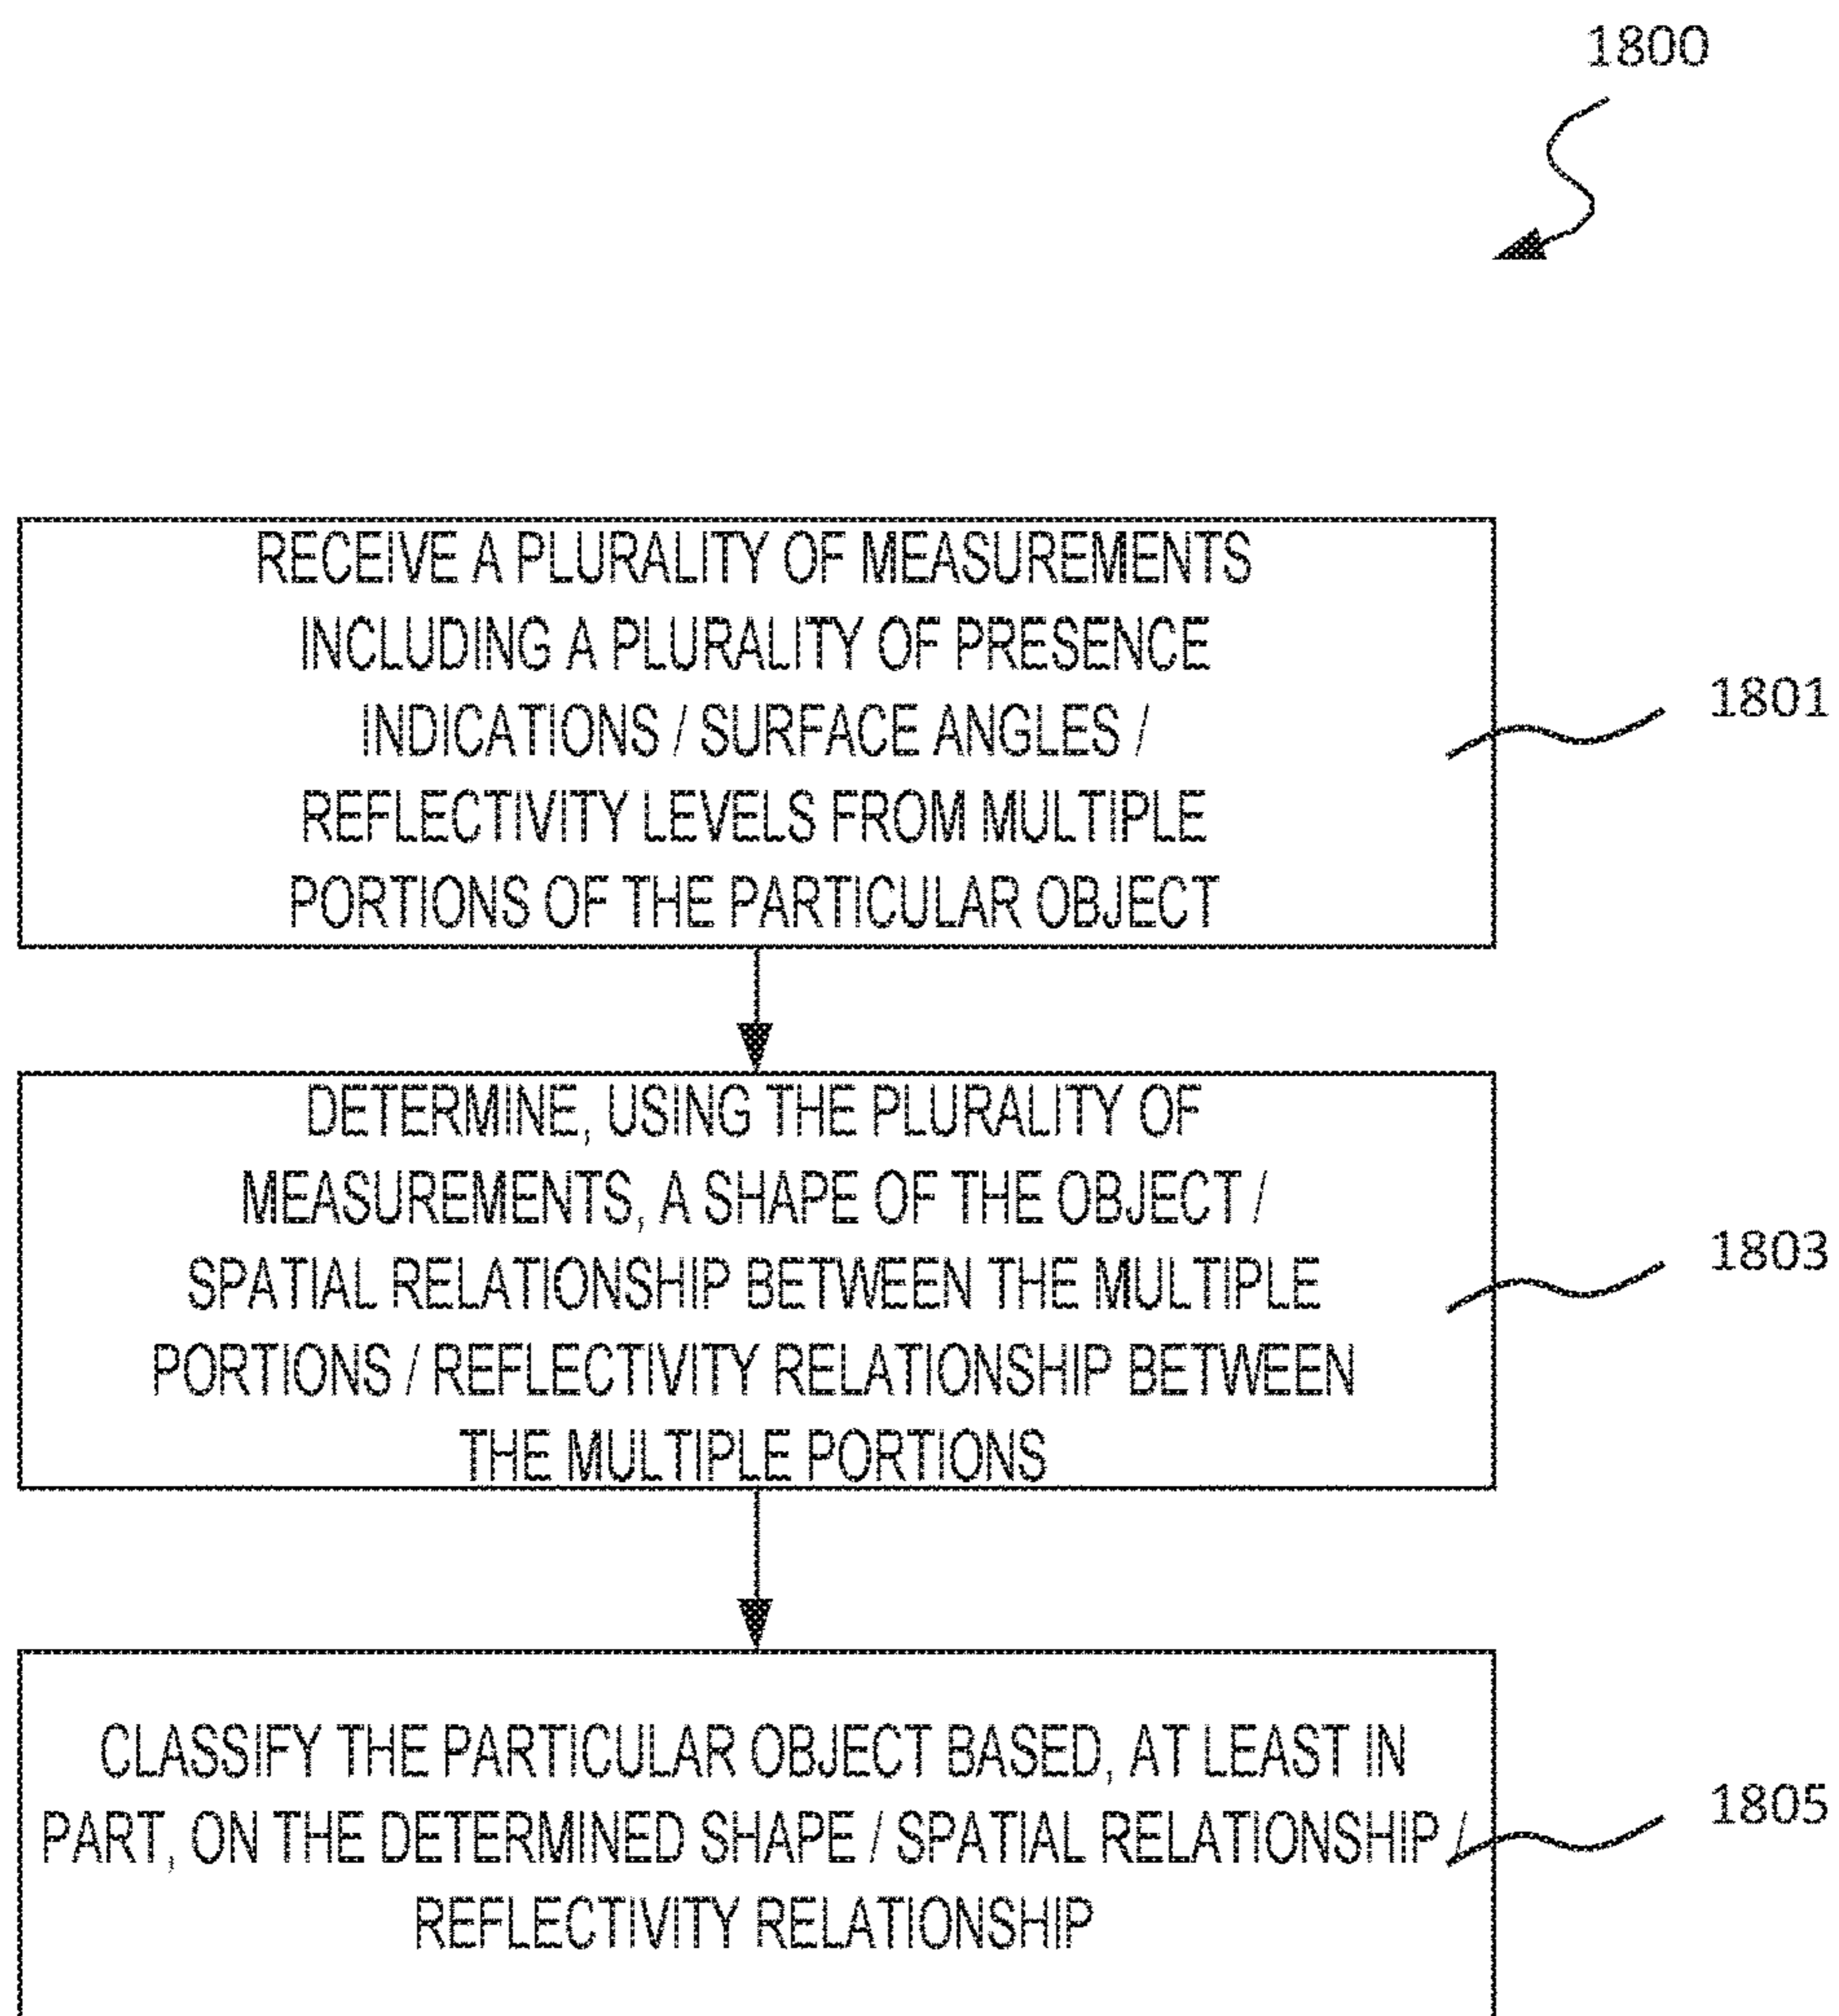 1800
RECEIVE A PLURALITY OF MEASUREMENTS
INCLUDING A PLURALITY OF PRESENCE
INDICATIONS / SURFACE ANGLES /
REFLECTIVITY LEVELS FROM MULTIPLE
PORTIONS OF THE PARTICULAR OBJECT
1801
DETERMINE, USING THE PLURALITY OF
MEASUREMENTS, A SHAPE OF THE OBJECT /
SPATIAL RELATIONSHIP BETWEEN THE MULTIPLE
PORTIONS / REFLECTIVITY RELATIONSHIP BETWEEN
THE MULTIPLE PORTIONS
1803
CLASSIFY THE PARTICULAR OBJECT BASED, AT LEAST IN
PART, ON THE DETERMINED SHAPE / SPATIAL RELATIONSHIP /
REFLECTIVITY RELATIONSHIP
1805